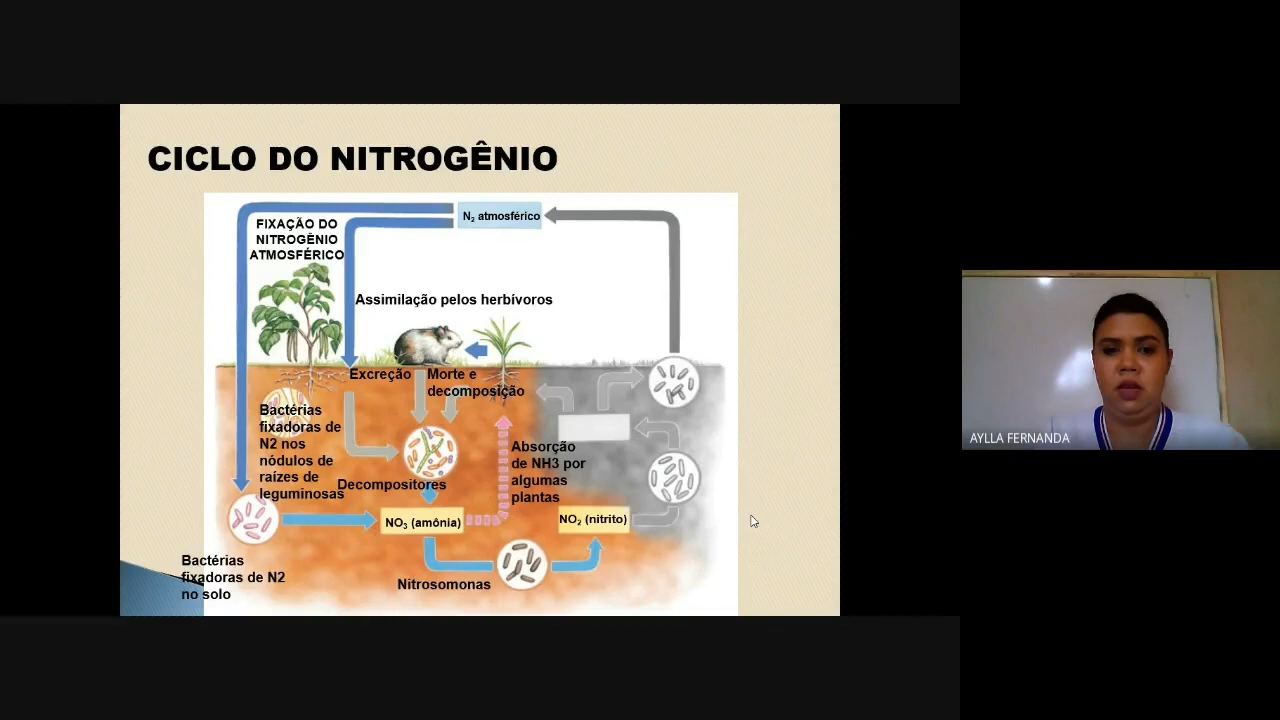 CICLO DO NITROGÊNIO
N₂ atmosférico
FIXAÇÃO DO
NITROGÊNIO
ATMOSFÉRICO
Assimilação pelos herbívoros
Excreção
Morte e
decomposição
Bactérias
fixadoras de
N2 nos
nódulos de
raízes de
leguminosas
Absorção
de NH3 por
algumas
plantas
Decompositores
NO₃ (amônia)
NO₂ (nitrito)
Bactérias
fixadoras de N2
no solo
Nitrosomonas
AYLLA FERNANDA